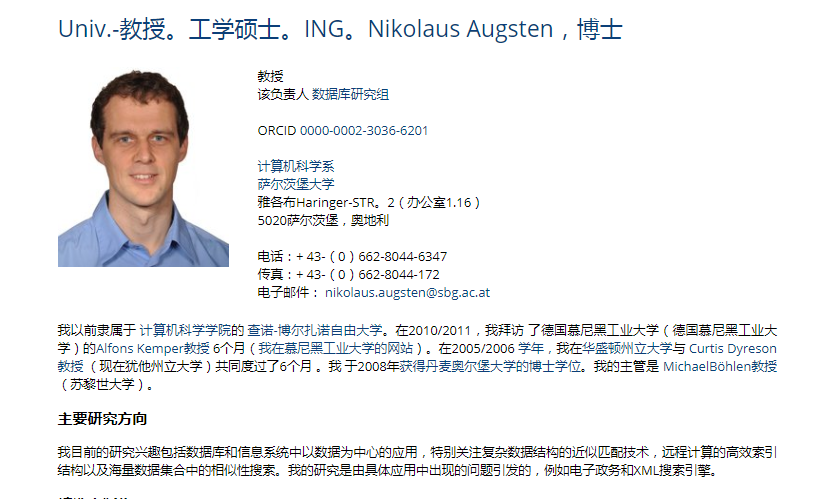 Univ.-教授。工学硕士。ING。Nikolaus Augsten，博士
教授
该负责人 数据库研究组
ORCID 0000-0002-3036-6201
计算机科学系
萨尔茨堡大学
雅各布Haringer-STR。2（办公室1.16）
5020萨尔茨堡，奥地利
电话：+ 43-（0）662-8044-6347
传真：+ 43-（0）662-8044-172
电子邮件： nikolaus.augsten@sbg.ac.at
我以前隶属于 计算机科学学院的 查诺-博尔扎诺自由大学。在2010/2011，我拜访 了德国慕尼黑工业大学（德国慕尼黑工业大
学）的Alfons Kemper教授 6个月（我在慕尼黑工业大学的网站）。在2005/2006 学年，我在华盛顿州立大学与 Curtis Dyreson
教授 （现在犹他州立大学）共同度过了6个月 。我 于2008年获得丹麦奥尔堡大学的博士学位。我的主管是 MichaelBöhlen教授
（苏黎世大学）。
主要研究方向
我目前的研究兴趣包括数据库和信息系统中以数据为中心的应用，特别关注复杂数据结构的近似匹配技术，远程计算的高效索引
结构以及海量数据集合中的相似性搜索。我的研究是由具体应用中出现的问题引发的，例如电子政务和XML搜索引擎。